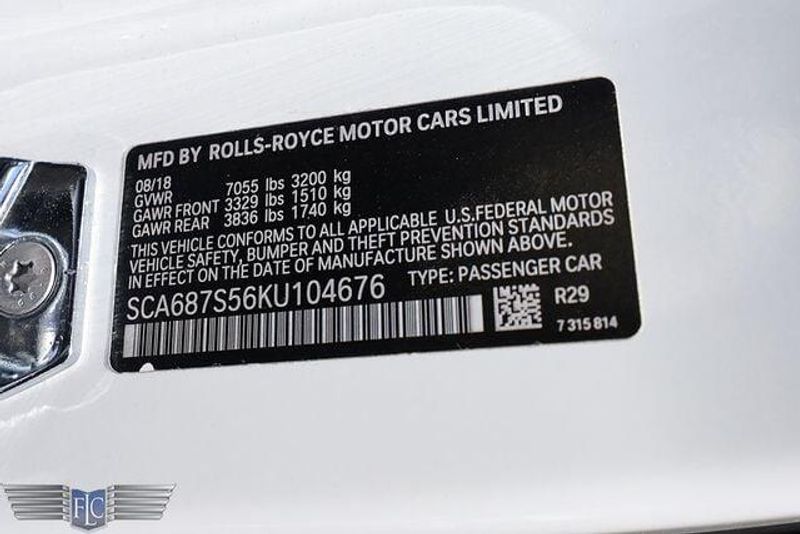 MFD BY ROLLS-ROYCE MOTOR CARS LIMITED
08/18
GVWR 7055 lbs 3200 kg
GAWR FRONT 3329 lbs 1510 kg
GAWR REAR 3836 lbs 1740 kg
THIS VEHICLE CONFORMS TO ALL APPLICABLE U.S.FEDERAL MOTOR
VEHICLE SAFETY, BUMPER AND THEFT PREVENTION STANDARDS
IN EFFECT ON THE DATE OF MANUFACTURE SHOWN ABOVE.
SCA687S56KU104676 TYPE: PASSENGER CAR
R29
7 315 814
FLC